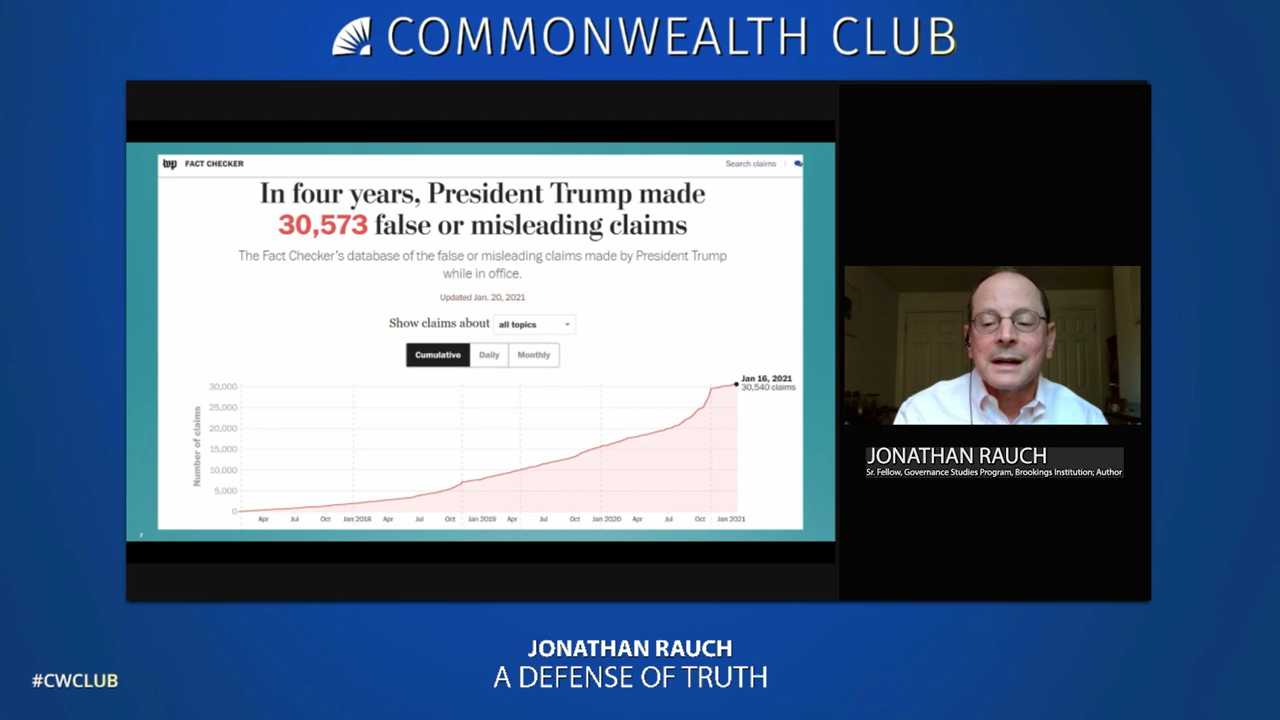 COMMONWEALTH CLUB
wp FACT CHECKER
Search claims
In four years, President Trump made
30,573 false or misleading claims
The Fact Checker's database of the false or misleading claims made by President Trump
while in office.
Updated Jan. 20, 2021
Show claims about all topics
Cumulative Daily Monthly
Number of claims
30,000
25,000
20,000
15,000
10,000
5,000
0
Jan 16, 2021
30,540 claims
Apr Jul Oct Jan 2018 Apr Jul Oct Jan 2019 Apr Jul Oct Jan 2020 Apr Jul Oct Jan 2021
JONATHAN RAUCH
Sr. Fellow, Governance Studies Program, Brookings Institution; Author
JONATHAN RAUCH
A DEFENSE OF TRUTH
#CWCLUB